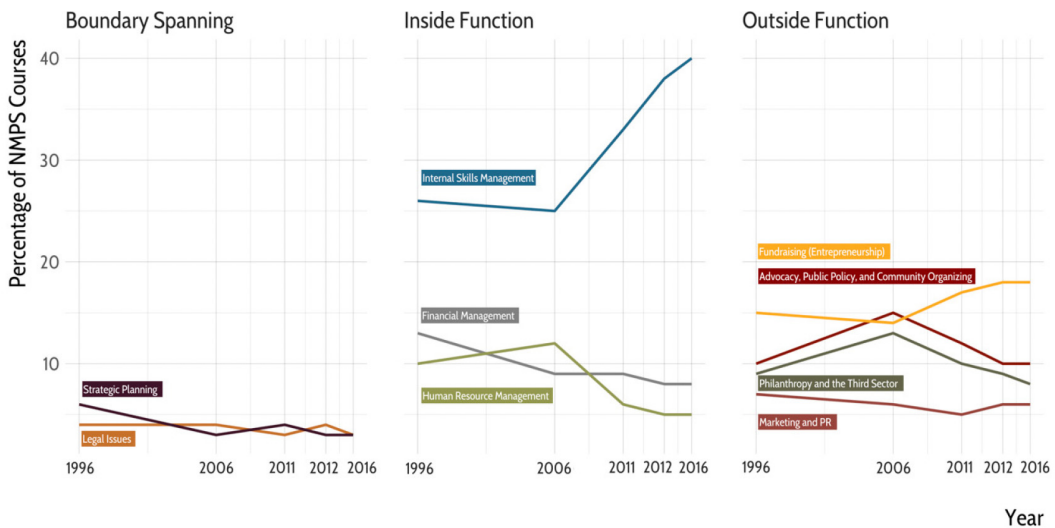 Boundary Spanning
Inside Function
Outside Function
Percentage of NMPS Courses
40
30
20
10
Strategic Planning
Legal Issues
Internal Skills Management
Financial Management
Human Resource Management
Fundraising (Entrepreneurship)
Advocacy, Public Policy, and Community Organizing
Philanthropy and the Third Sector
Marketing and PR
1996 2006 2011 2012 2016
1996 2006 2011 2012 2016
1996 2006 2011 2012 2016
Year